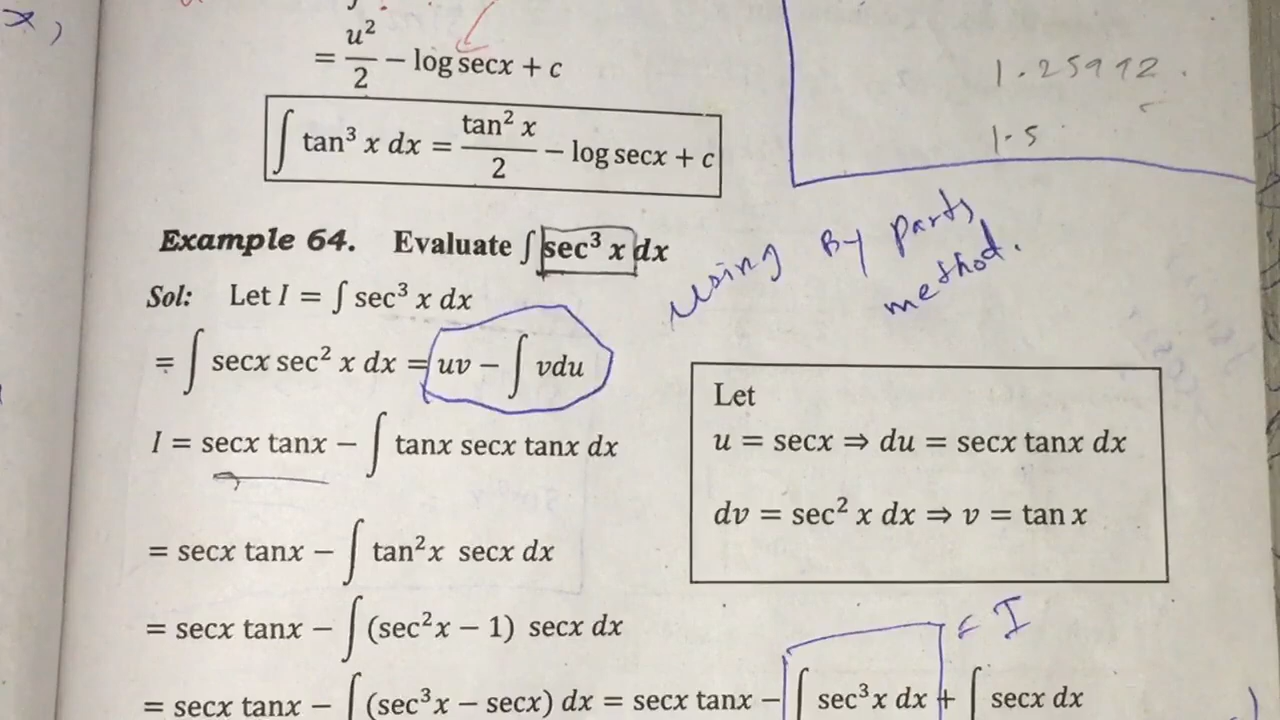 x,
= u²/2 − log secx + c
∫ tan³ x dx = tan² x/2 − log secx + c
1.25992.
1.5
Example 64. Evaluate ∫ sec³ x dx
Using By parts
method.
Sol: Let I = ∫ sec³ x dx
= ∫ secx sec² x dx = uv − ∫ vdu
I = secx tanx − ∫ tanx secx tanx dx
= secx tanx − ∫ tan²x secx dx
= secx tanx − ∫ (sec²x − 1) secx dx
= secx tanx − ∫ (sec³x − secx) dx = secx tanx − ∫ sec³x dx + ∫ secx dx
Let
u = secx ⇒ du = secx tanx dx
dv = sec² x dx ⇒ v = tan x
= I